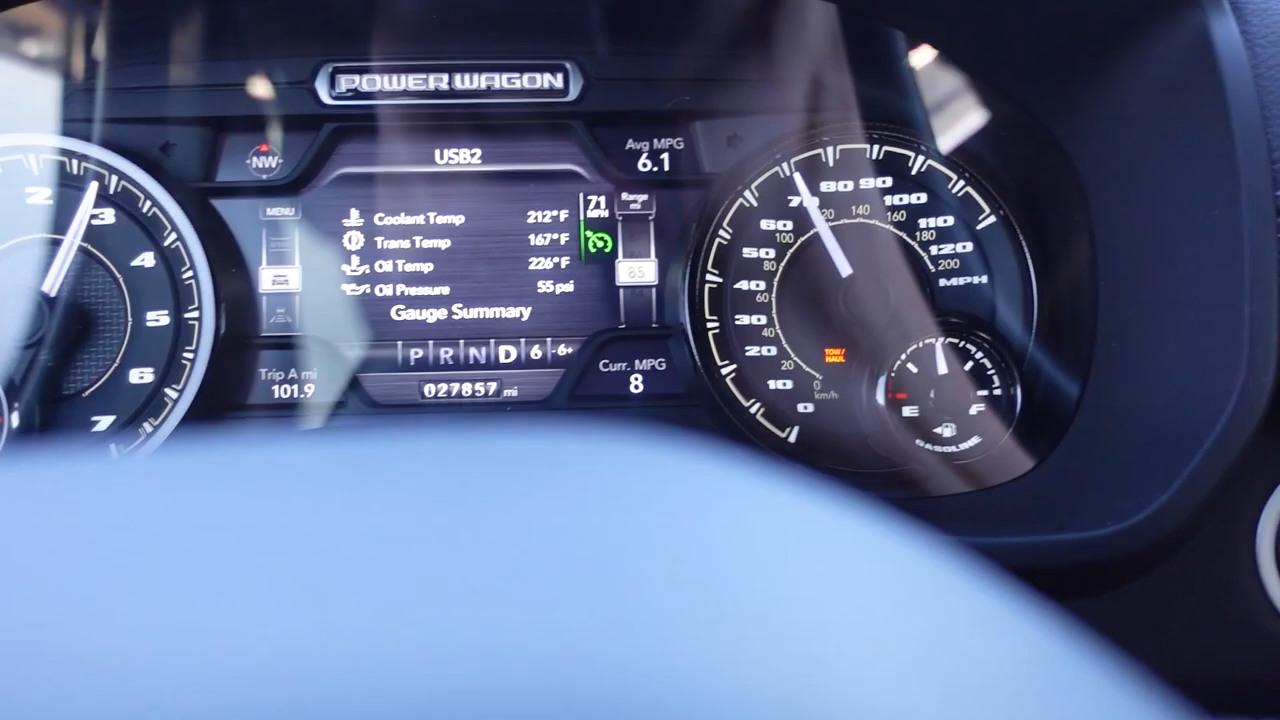 POWER WAGON
NW
USB2
Avg MPG
6.1
MENU
Coolant Temp 212°F
Trans Temp 167°F
Oil Temp 226°F
Oil Pressure 55 psi
Gauge Summary
71
MPH
Range
mi
85
P R N D 6 -6+
Trip A mi
101.9
027857 mi
Curr. MPG
8
2
3
4
5
6
7
0
10
20
30
40
50
60
80
90
100
110
120
MPH
0
20
40
60
80
100
140
160
180
200
km/h
TOW/
HAUL
E
F
GASOLINE